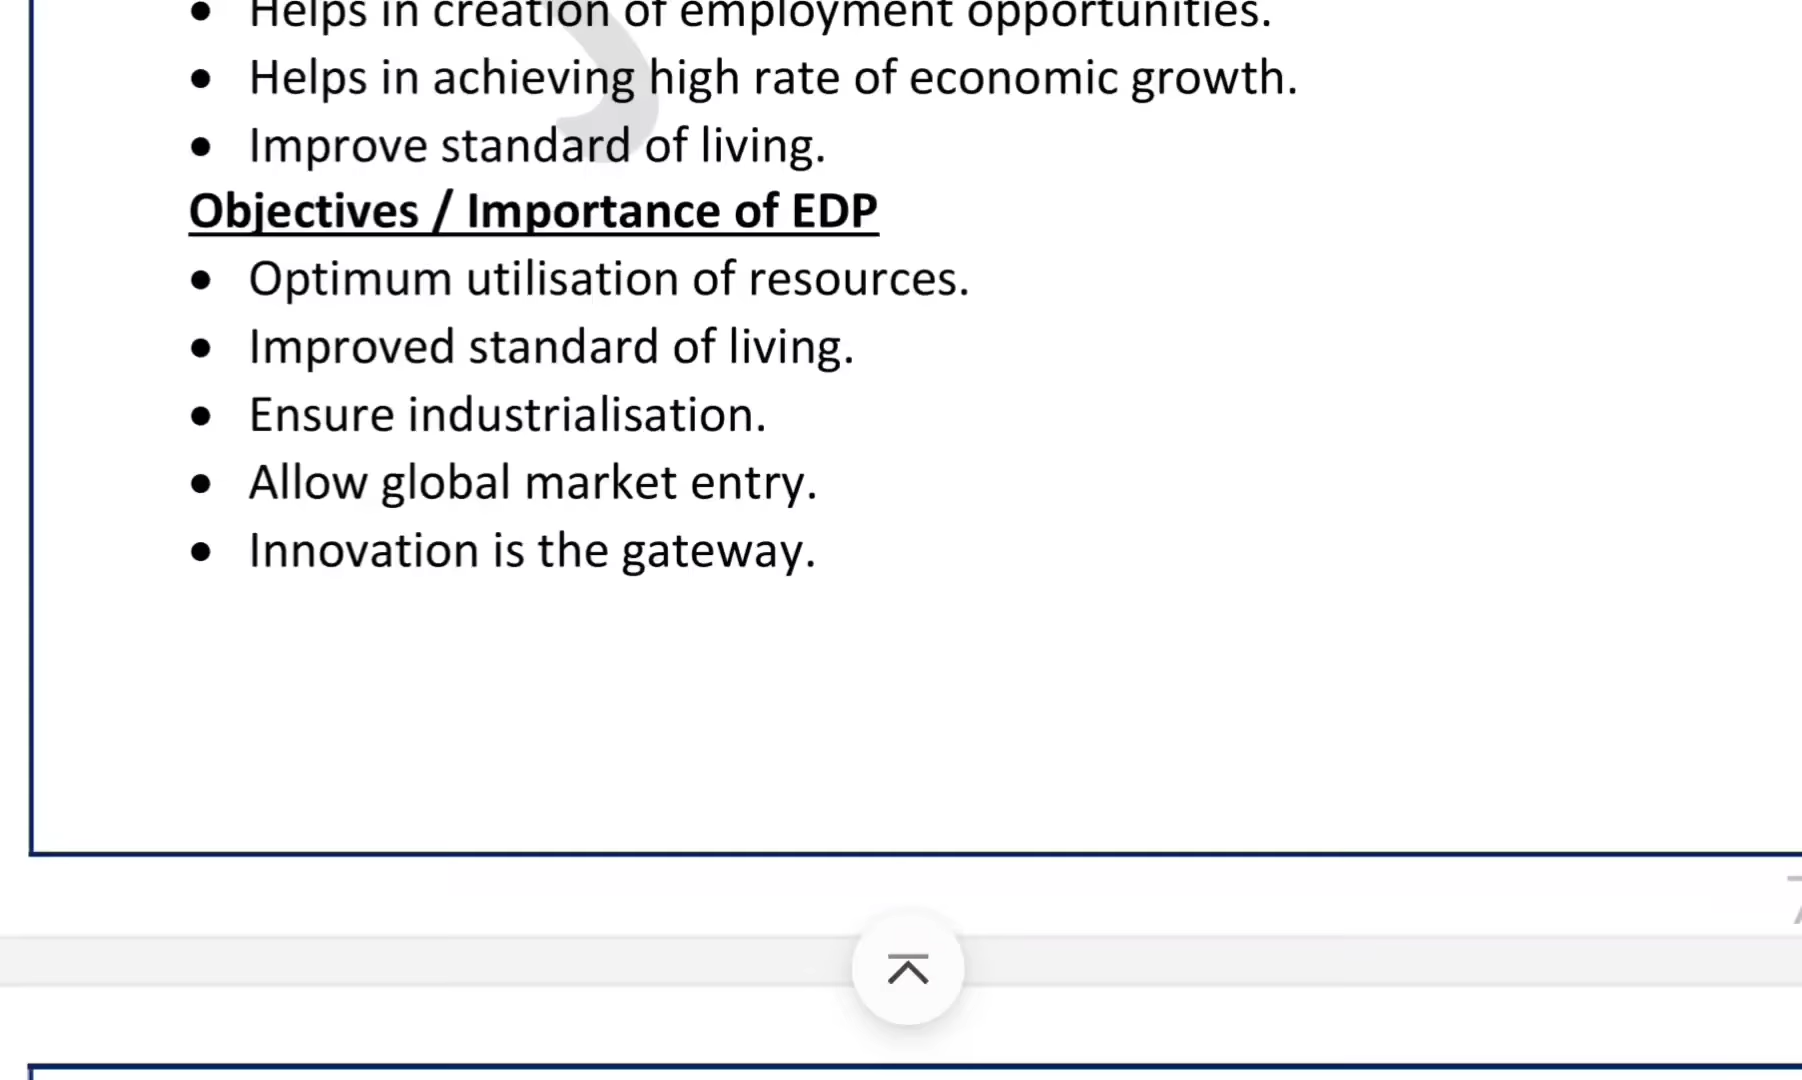 • Helps in creation of employment opportunities.
• Helps in achieving high rate of economic growth.
• Improve standard of living.
Objectives / Importance of EDP
• Optimum utilisation of resources.
• Improved standard of living.
• Ensure industrialisation.
• Allow global market entry.
• Innovation is the gateway.